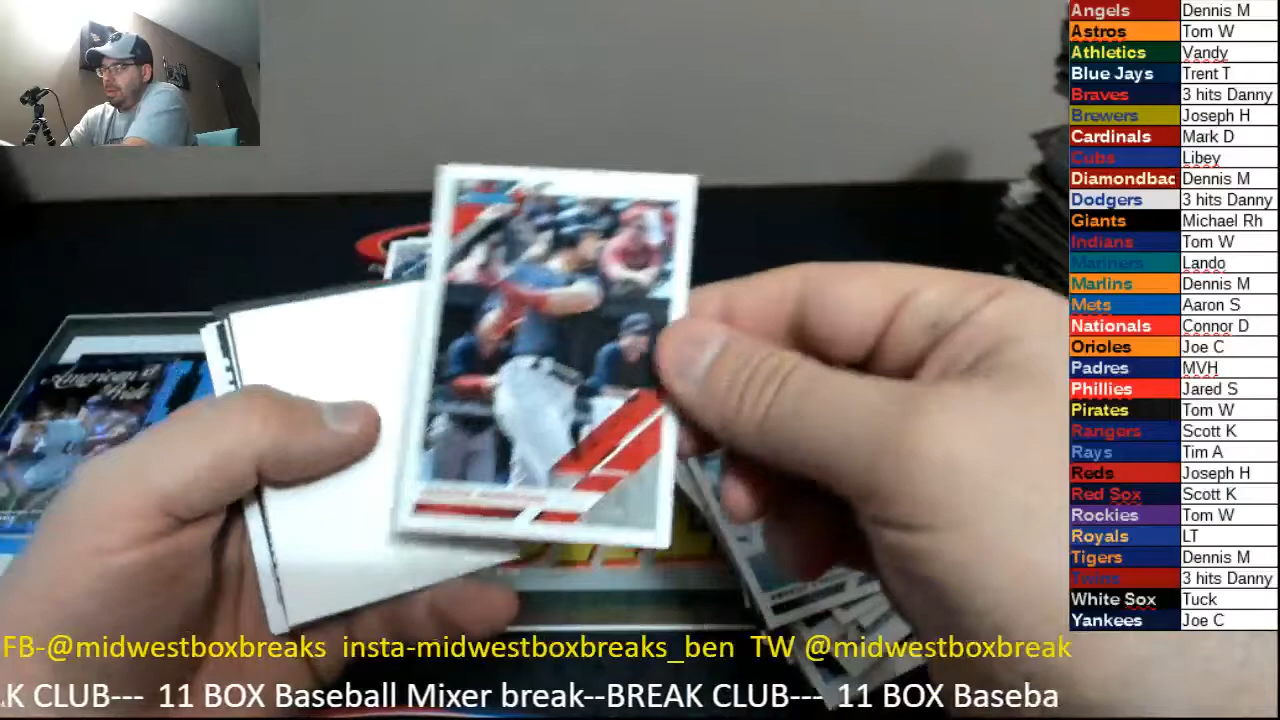 Angels Dennis M
Astros Tom W
Athletics Vandy
Blue Jays Trent T
Braves 3 hits Danny
Brewers Joseph H
Cardinals Mark D
Cubs Libey
Diamondbac Dennis M
Dodgers 3 hits Danny
Giants Michael Rh
Indians Tom W
Mariners Lando
Marlins Dennis M
Mets Aaron S
Nationals Connor D
Orioles Joe C
Padres MVH
Phillies Jared S
Pirates Tom W
Rangers Scott K
Rays Tim A
Reds Joseph H
Red Sox Scott K
Rockies Tom W
Royals LT
Tigers Dennis M
Twins 3 hits Danny
White Sox Tuck
Yankees Joe C
American
FB-@midwestboxbreaks insta-midwestboxbreaks_ben TW @midwestboxbreak
K CLUB--- 11 BOX Baseball Mixer break--BREAK CLUB--- 11 BOX Baseba